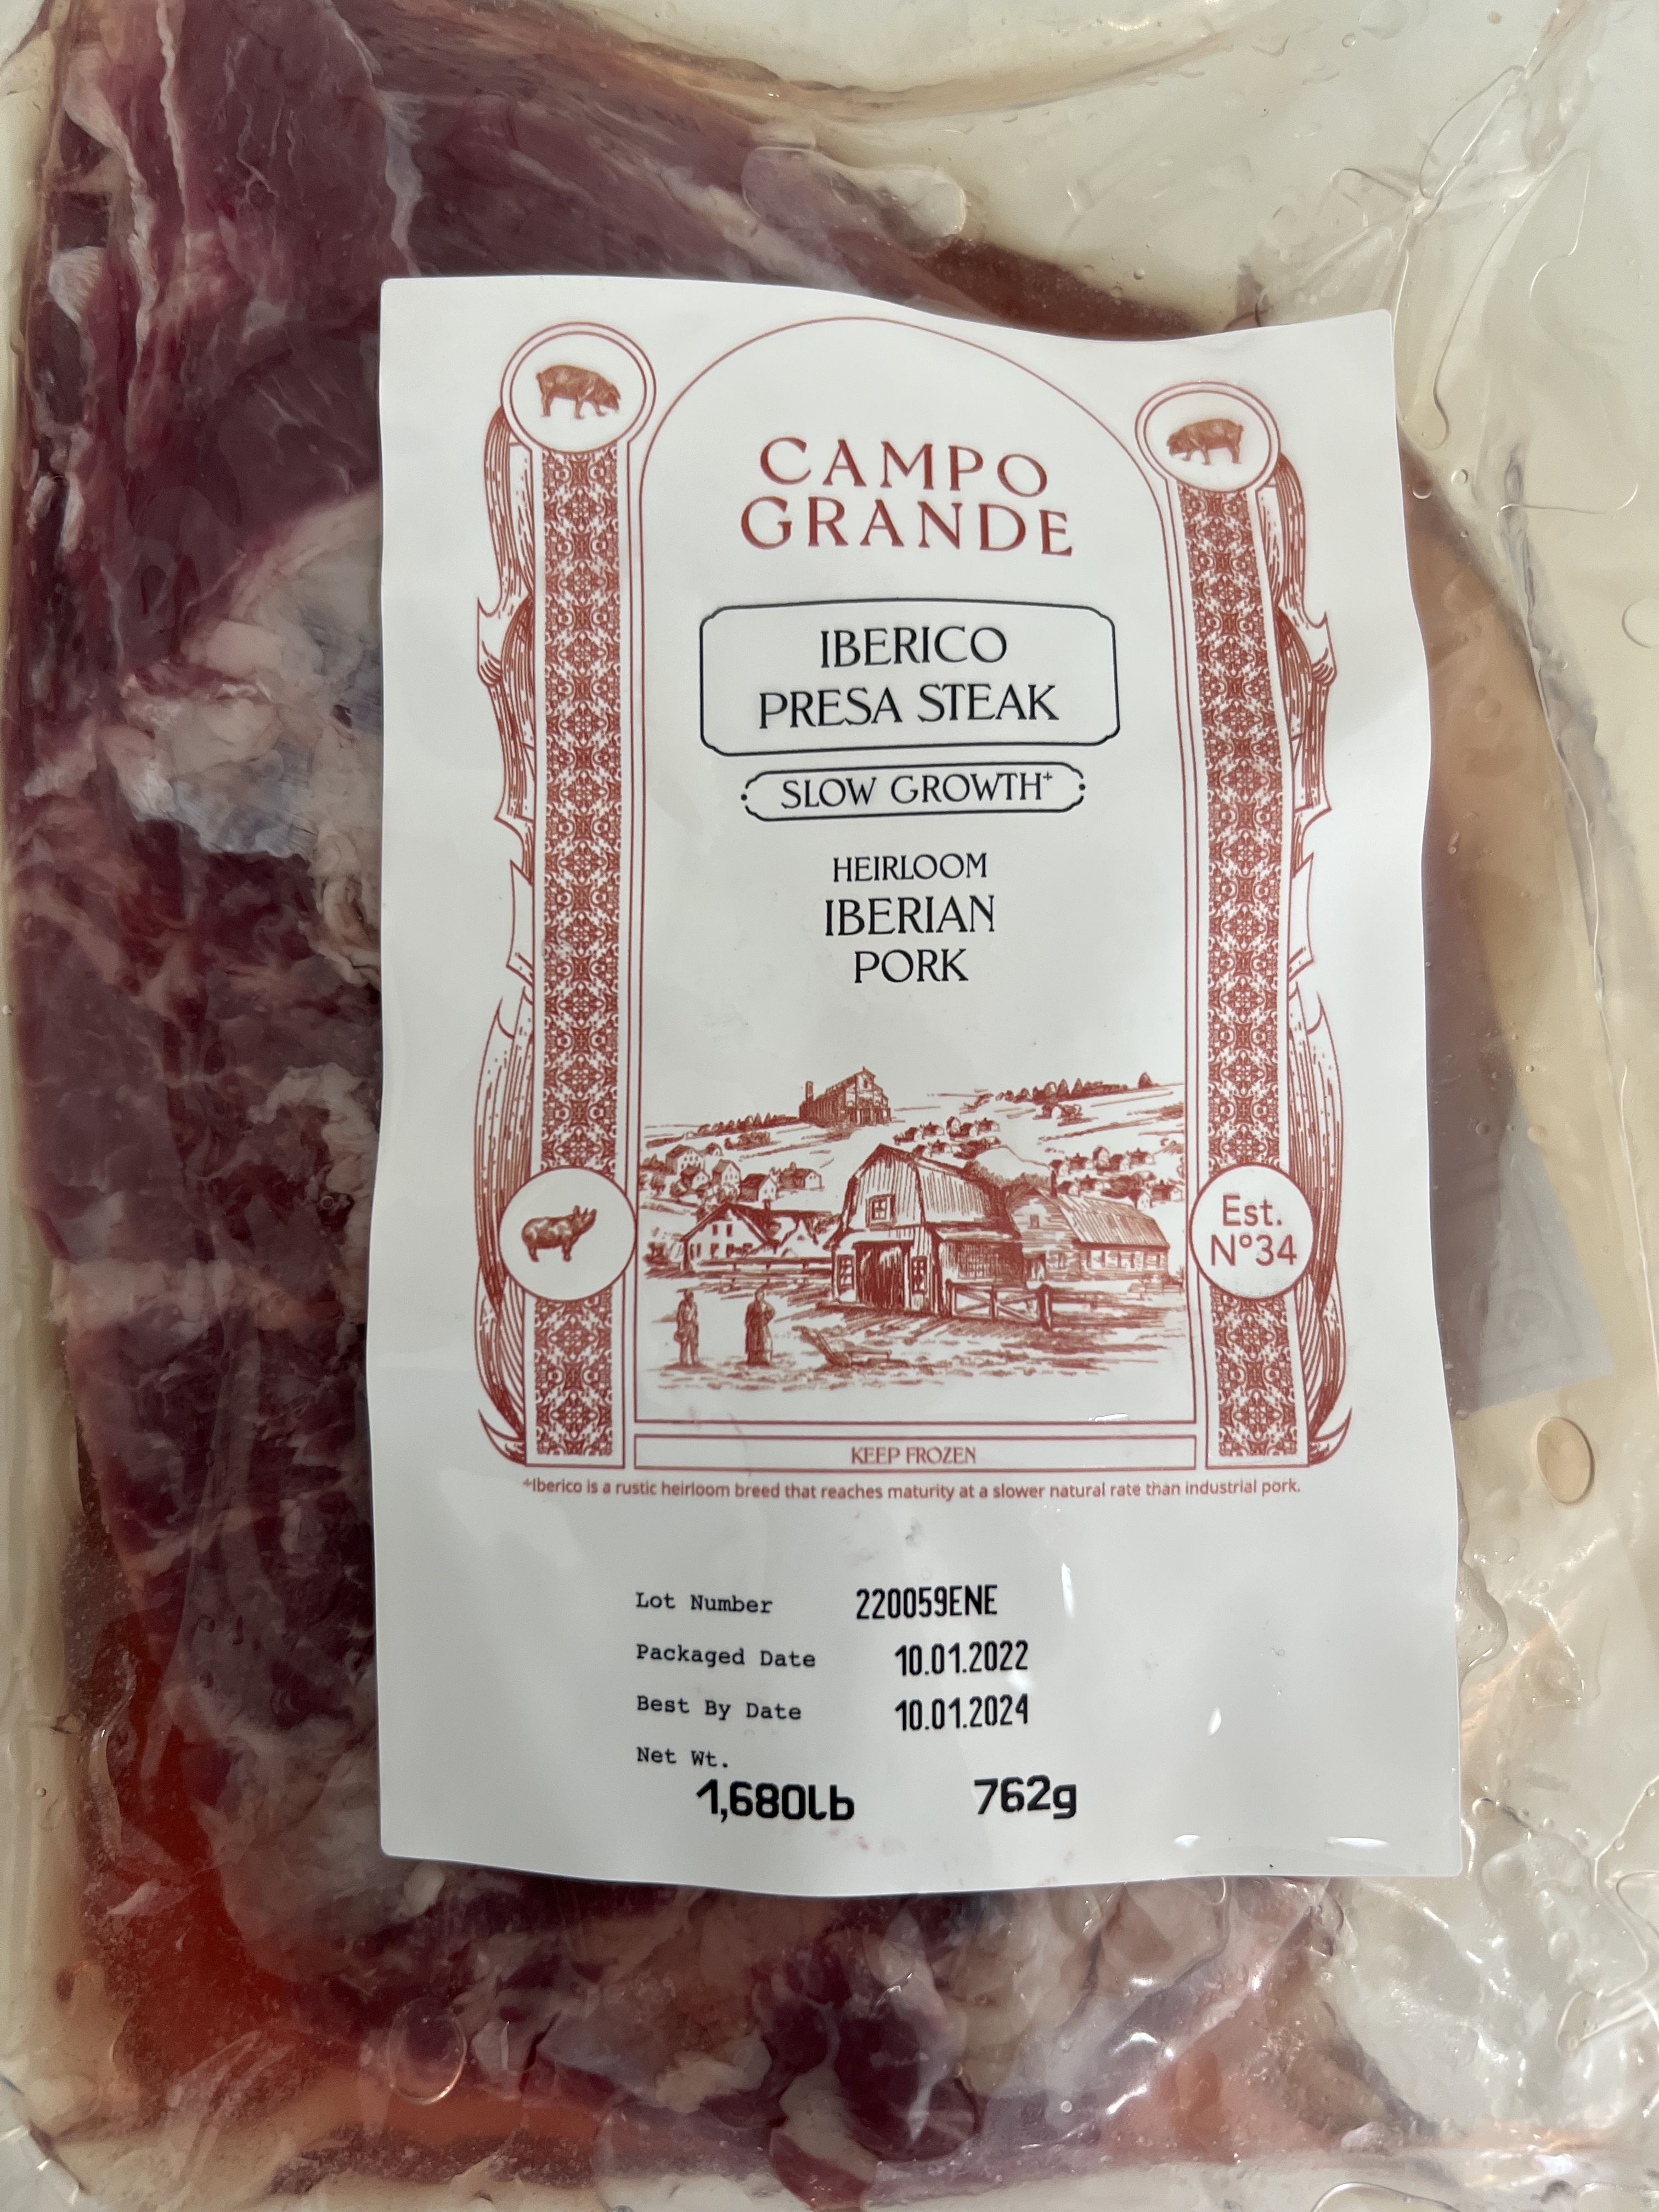 CAMPO
GRANDE
IBERICO
PRESA STEAK
SLOW GROWTH+
HEIRLOOM
IBERIAN
PORK
Est.
N°34
KEEP FROZEN
+Iberico is a rustic heirloom breed that reaches maturity at a slower natural rate than industrial pork.
Lot Number 220059ENE
Packaged Date 10.01.2022
Best By Date 10.01.2024
Net Wt.
1,680lb 762g